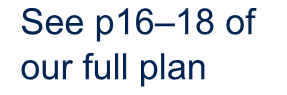 See p16–18 of
our full plan